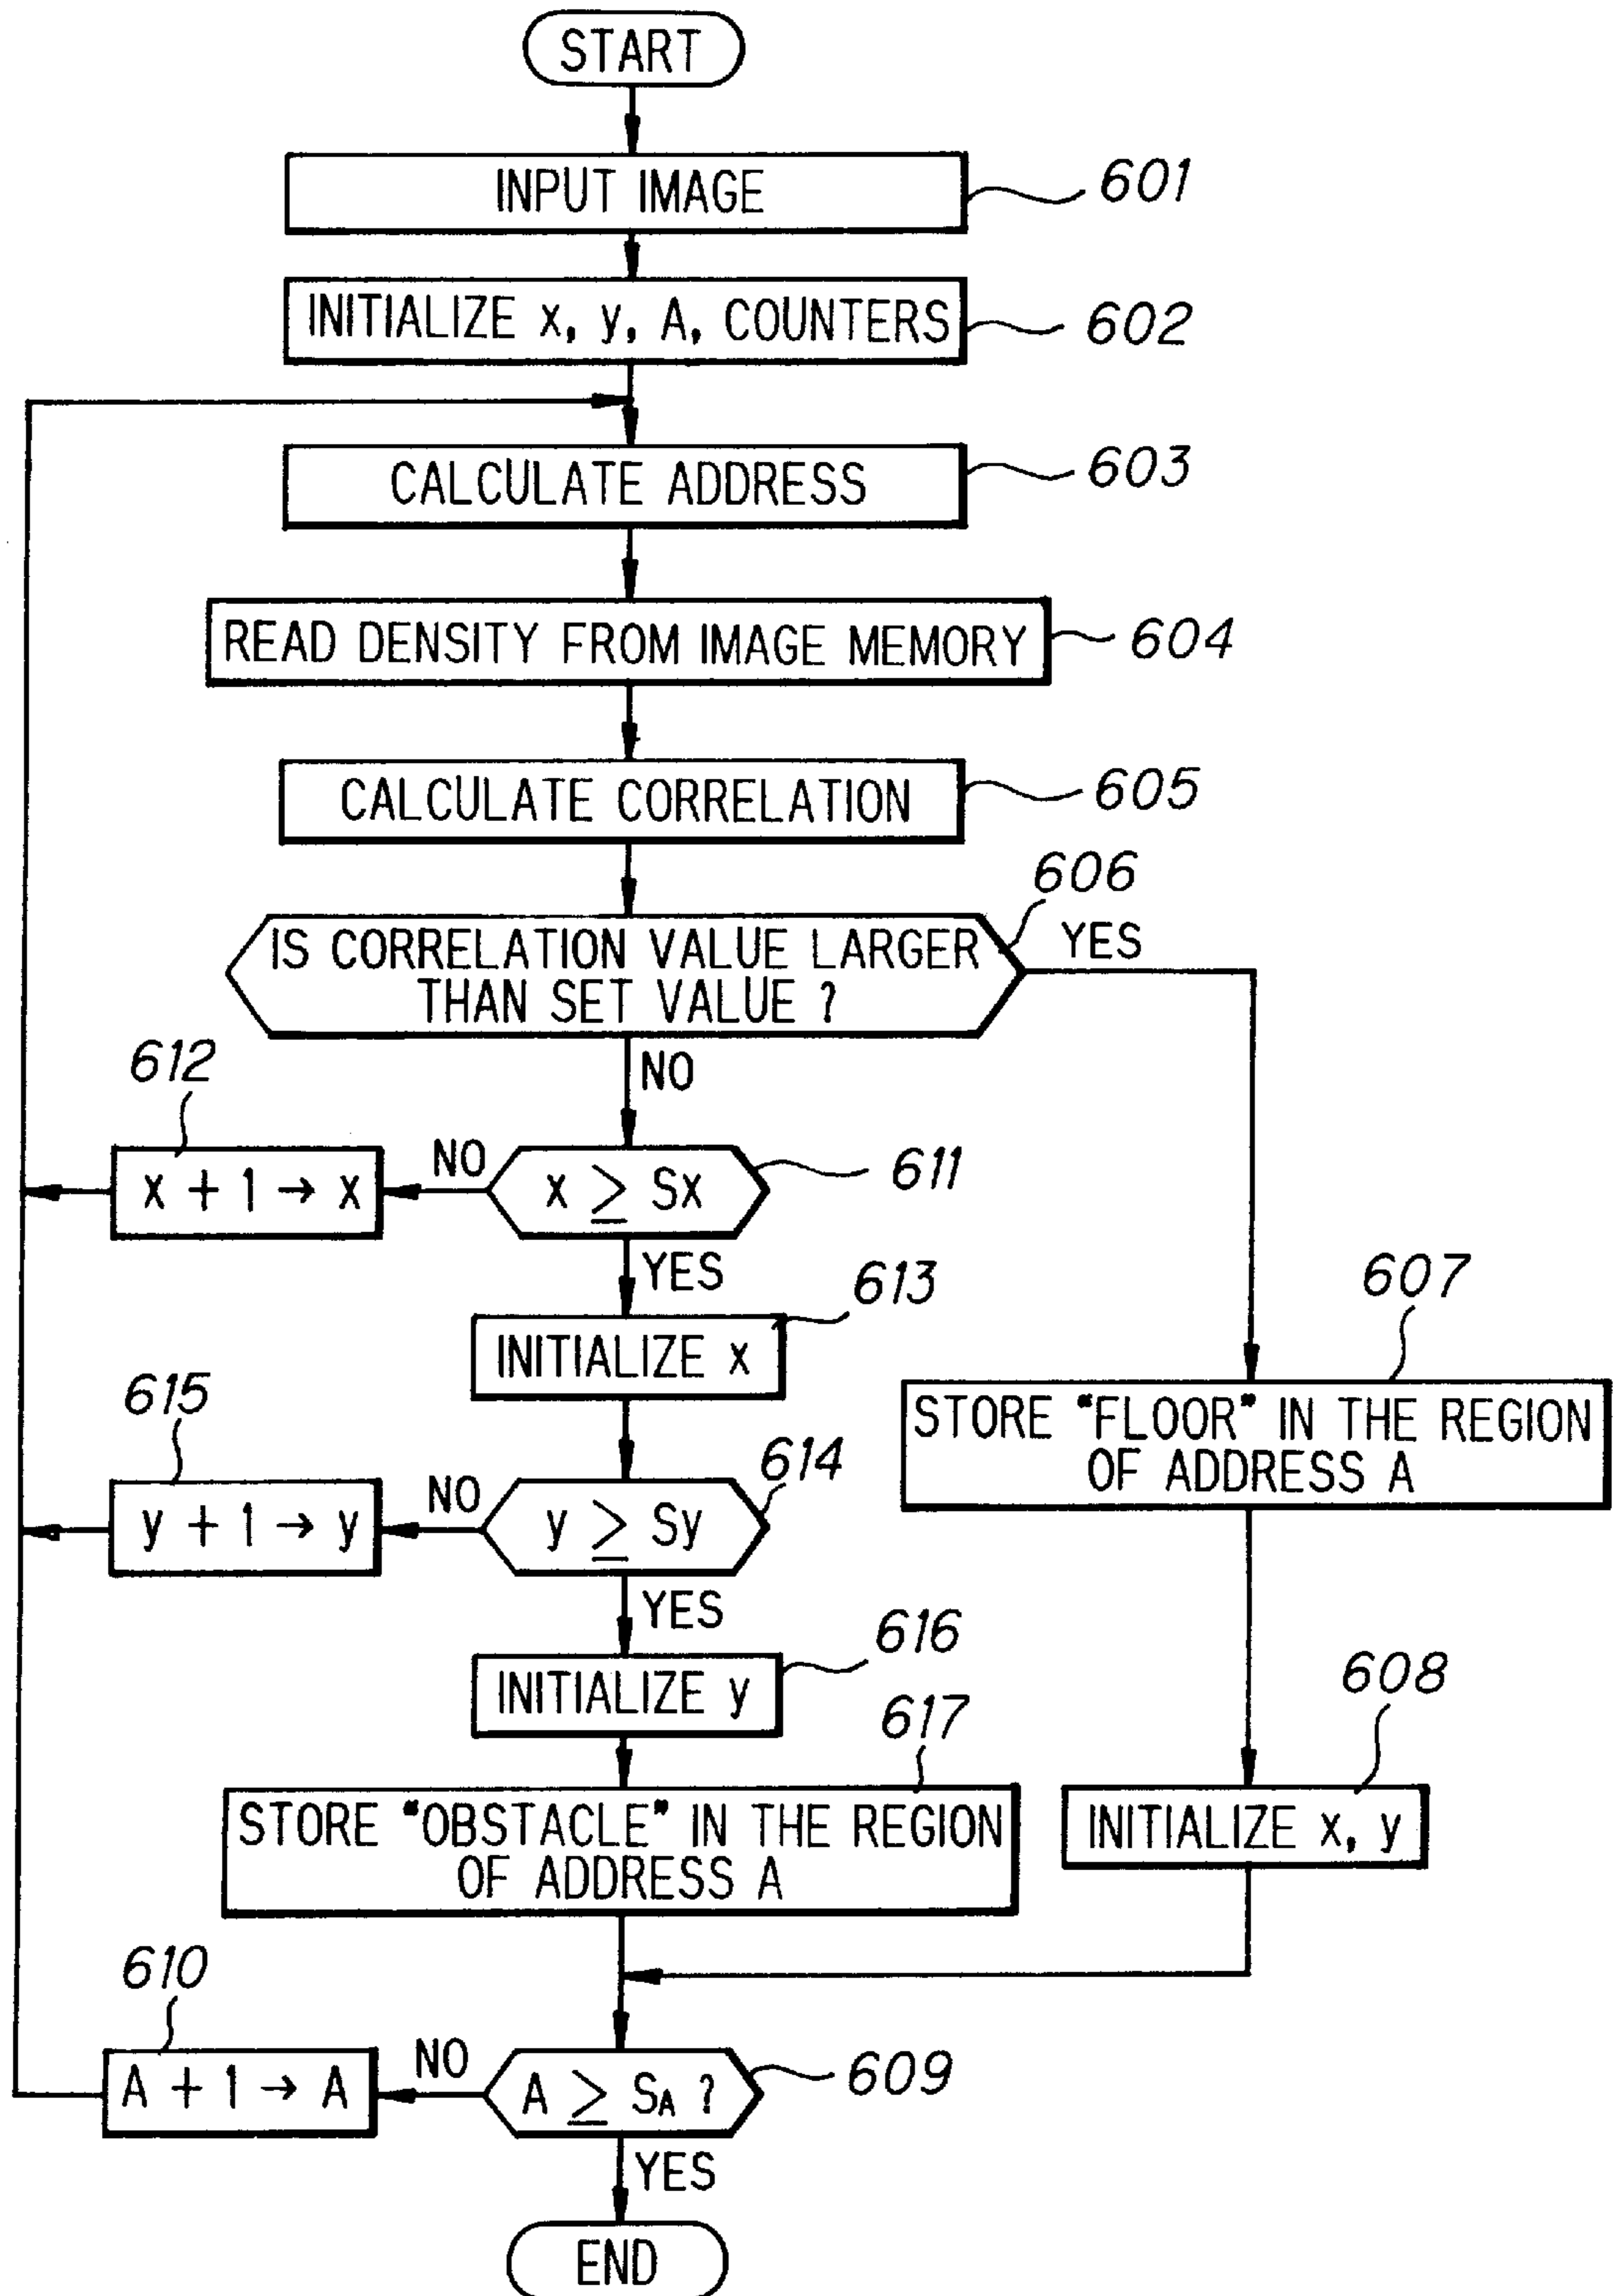 START
INPUT IMAGE
601
INITIALIZE x, y, A, COUNTERS
602
CALCULATE ADDRESS
603
READ DENSITY FROM IMAGE MEMORY
604
CALCULATE CORRELATION
605
606
IS CORRELATION VALUE LARGER
THAN SET VALUE ?
YES
NO
612
x + 1 → x
NO
x ≥ Sx
611
YES
613
INITIALIZE x
607
STORE "FLOOR" IN THE REGION
OF ADDRESS A
615
y + 1 → y
NO
y ≥ Sy
614
YES
616
INITIALIZE y
608
INITIALIZE x, y
617
STORE "OBSTACLE" IN THE REGION
OF ADDRESS A
610
A + 1 → A
NO
A ≥ SA ?
609
YES
END